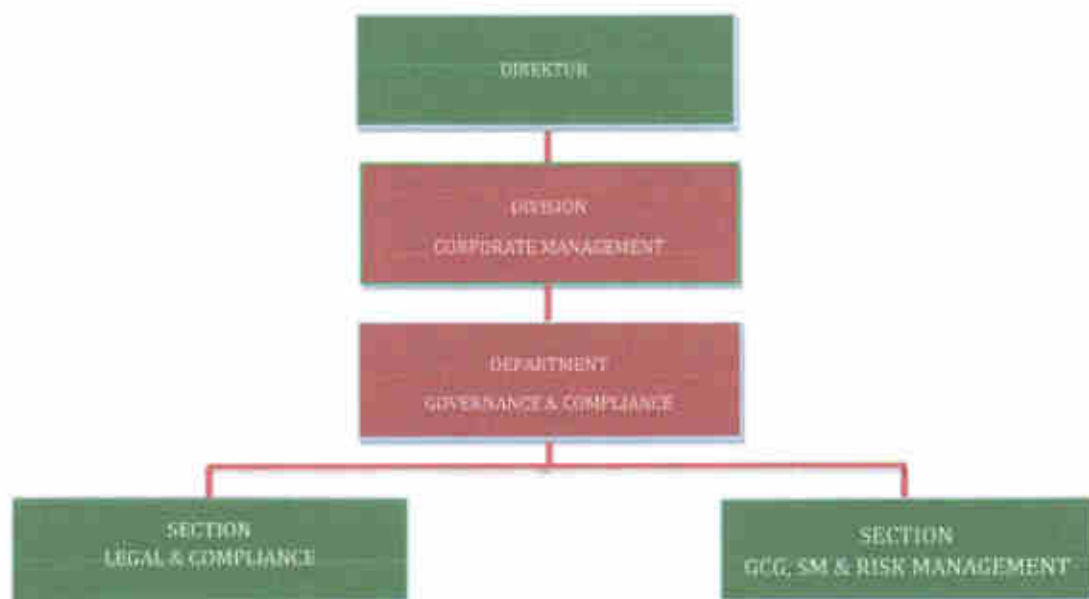 DIREKTUR
DIVISION
CORPORATE MANAGEMENT
DEPARTMENT
GOVERNANCE & COMPLIANCE
SECTION
LEGAL & COMPLIANCE
SECTION
GCG, SM & RISK MANAGEMENT